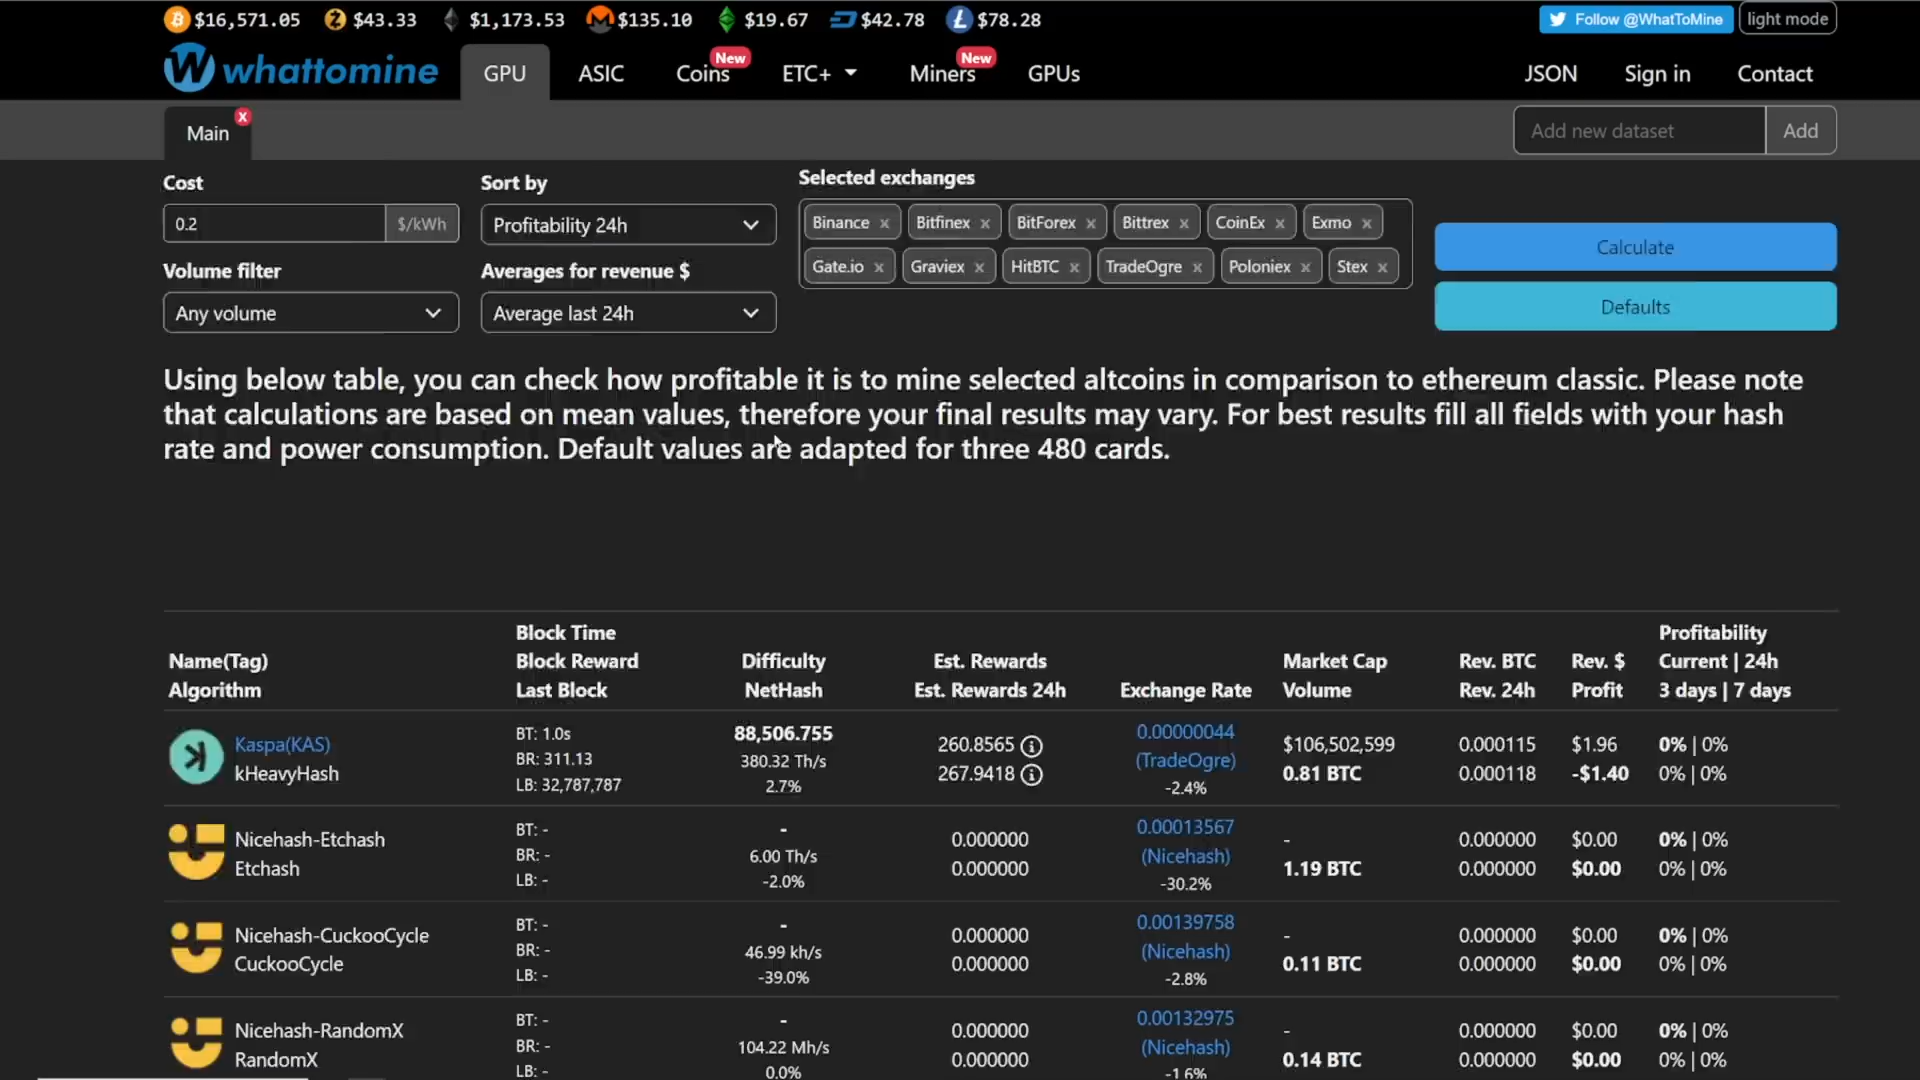 $16,571.05 $43.33 $1,173.53 $135.10 $19.67 $42.78 $78.28 Follow @WhatToMine light mode
whattomine GPU ASIC Coins New ETC+ Miners New GPUs JSON Sign in Contact
Main x Add new dataset Add
Cost Sort by Selected exchanges
0.2 $/kWh Profitability 24h Binance × Bitfinex × BitForex × Bittrex × CoinEx × Exmo × Calculate
Volume filter Averages for revenue $ Gate.io × Graviex × HitBTC × TradeOgre × Poloniex × Stex ×
Any volume Average last 24h Defaults
Using below table, you can check how profitable it is to mine selected altcoins in comparison to ethereum classic. Please note
that calculations are based on mean values, therefore your final results may vary. For best results fill all fields with your hash
rate and power consumption. Default values are adapted for three 480 cards.
Block Time Profitability
Name(Tag) Block Reward Difficulty Est. Rewards Market Cap Rev. BTC Rev. $ Current | 24h
Algorithm Last Block NetHash Est. Rewards 24h Exchange Rate Volume Rev. 24h Profit 3 days | 7 days
BT: 1.0s 88,506.755 0.00000044
Kaspa(KAS) BR: 311.13 380.32 Th/s 260.8565 (TradeOgre) $106,502,599 0.000115 $1.96 0% | 0%
kHeavyHash LB: 32,787,787 2.7% 267.9418 -2.4% 0.81 BTC 0.000118 -$1.40 0% | 0%
BT: - - 0.00013567
Nicehash-Etchash BR: - 6.00 Th/s 0.000000 (Nicehash) - 0.000000 $0.00 0% | 0%
Etchash LB: - -2.0% 0.000000 -30.2% 1.19 BTC 0.000000 $0.00 0% | 0%
BT: - - 0.00139758
Nicehash-CuckooCycle BR: - 46.99 kh/s 0.000000 (Nicehash) - 0.000000 $0.00 0% | 0%
CuckooCycle LB: - -39.0% 0.000000 -2.8% 0.11 BTC 0.000000 $0.00 0% | 0%
BT: - - 0.00132975
Nicehash-RandomX BR: - 104.22 Mh/s 0.000000 (Nicehash) - 0.000000 $0.00 0% | 0%
RandomX LB: - 0.0% 0.000000 -1.6% 0.14 BTC 0.000000 $0.00 0% | 0%